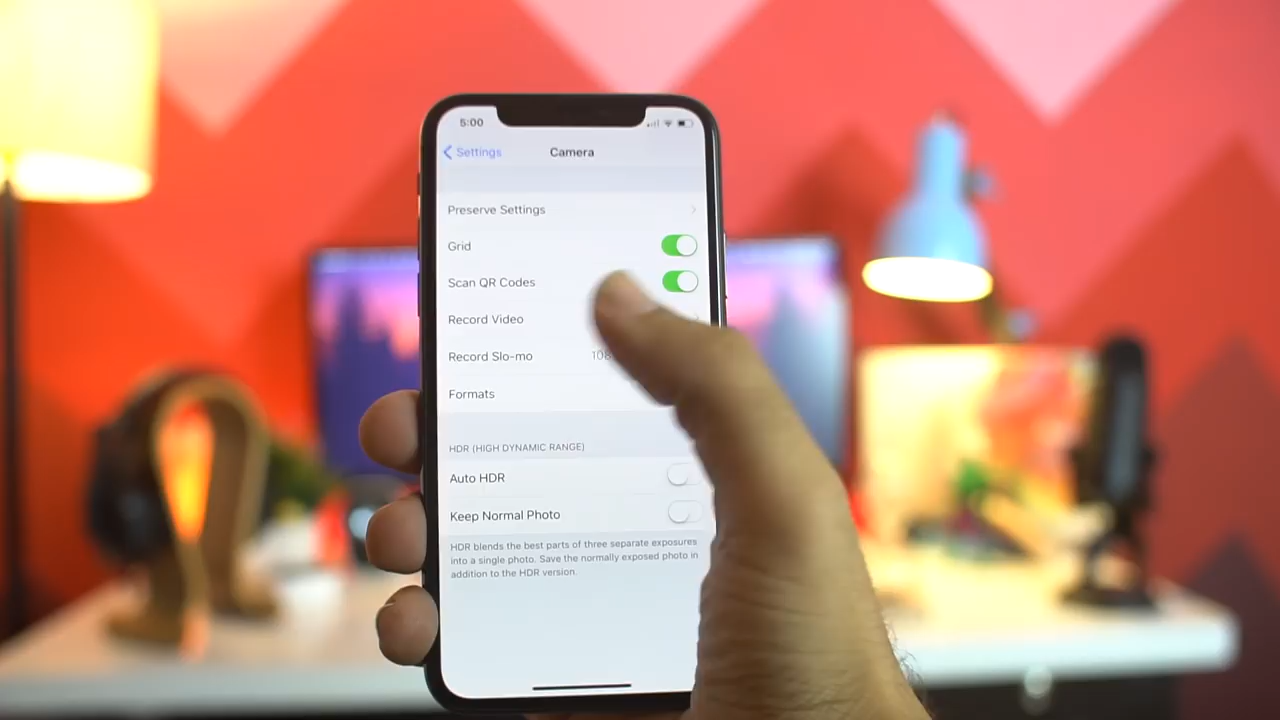 5:00
Settings
Camera
Preserve Settings
Grid
Scan QR Codes
Record Video
Record Slo-mo 108
Formats
HDR (HIGH DYNAMIC RANGE)
Auto HDR
Keep Normal Photo
HDR blends the best parts of three separate exposures
into a single photo. Save the normally exposed photo in
addition to the HDR version.